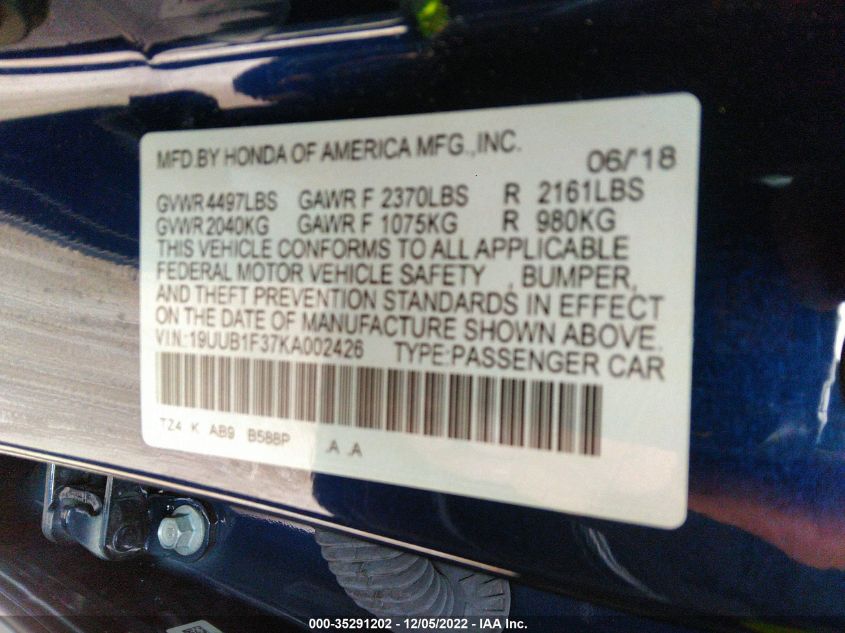 MFD.BY HONDA OF AMERICA MFG.,INC. 06/'18
GVWR 4497LBS GAWR F 2370LBS R 2161LBS
GVWR 2040KG GAWR F 1075KG R 980KG
THIS VEHICLE CONFORMS TO ALL APPLICABLE
FEDERAL MOTOR VEHICLE SAFETY , BUMPER,
AND THEFT PREVENTION STANDARDS IN EFFECT
ON THE DATE OF MANUFACTURE SHOWN ABOVE.
VIN:19UUB1F37KA002426 TYPE:PASSENGER CAR
TZ4 K AB9 B588P .A .A
000-35291202 - 12/05/2022 - IAA Inc.